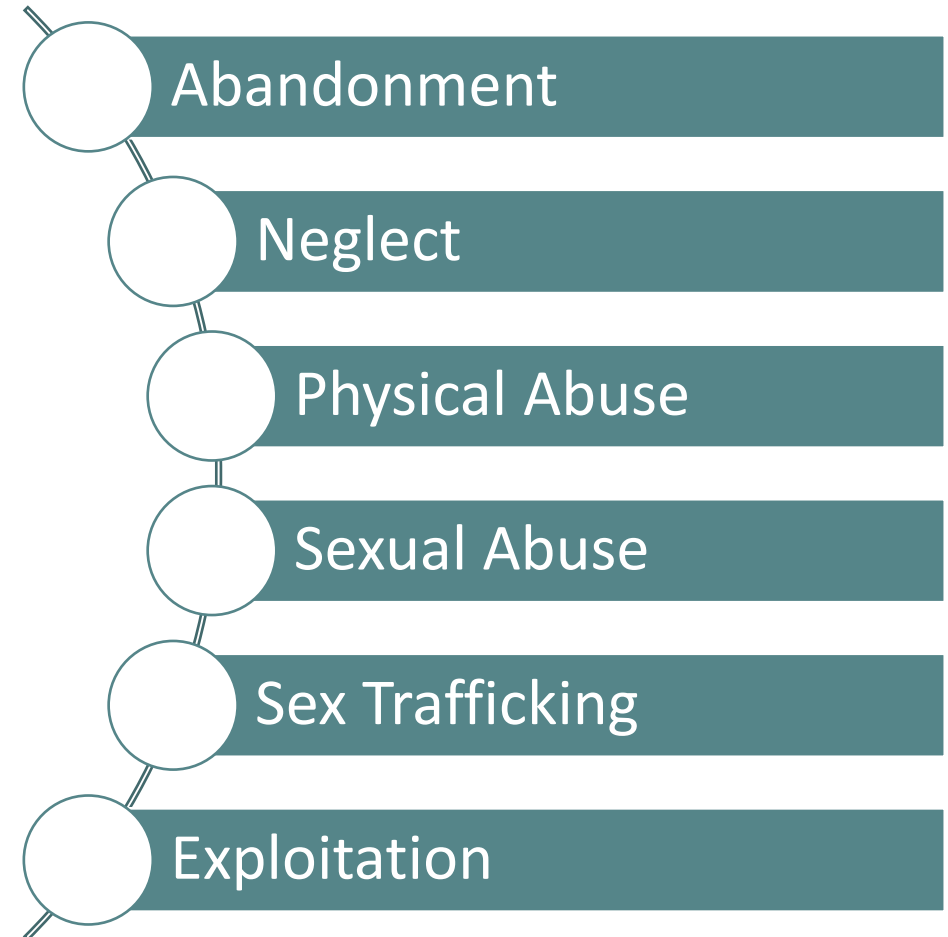 Abandonment
Neglect
Physical Abuse
Sexual Abuse
Sex Trafficking
Exploitation